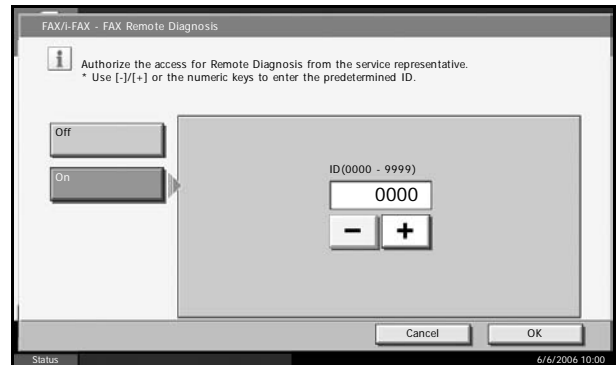 FAX/i-FAX - FAX Remote Diagnosis
Authorize the access for Remote Diagnosis from the service representative.
* Use [-]/[+] or the numeric keys to enter the predetermined ID.
Off
On
ID(0000 - 9999)
0000
− +
Cancel OK
Status 6/6/2006 10:00